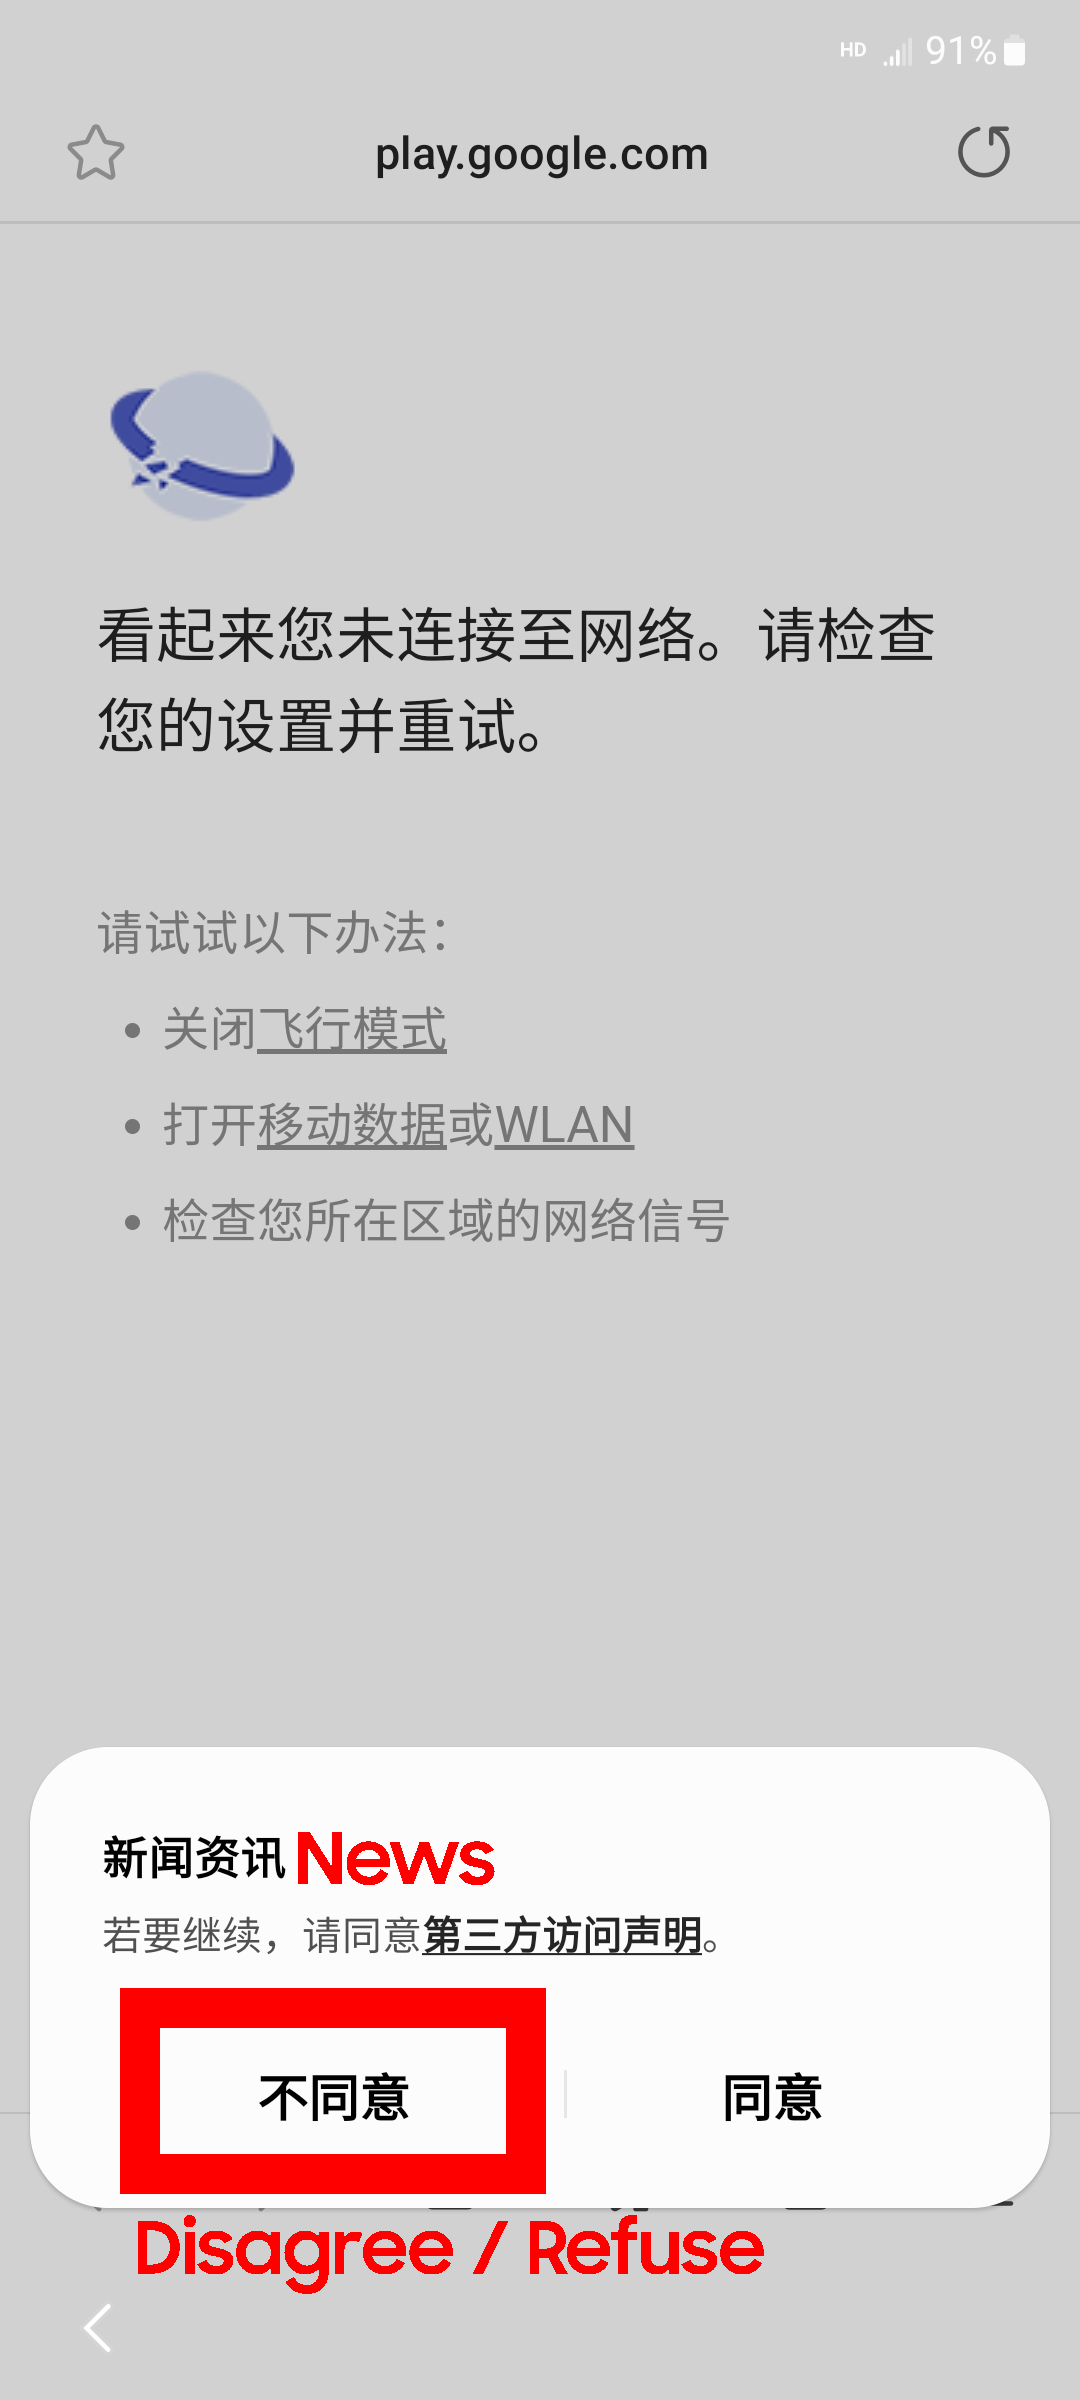 HD 91%
play.google.com
看起来您未连接至网络。请检查
您的设置并重试。
请试试以下办法：
• 关闭飞行模式
• 打开移动数据或WLAN
• 检查您所在区域的网络信号
新闻资讯 News
若要继续，请同意第三方访问声明。
不同意 同意
Disagree / Refuse